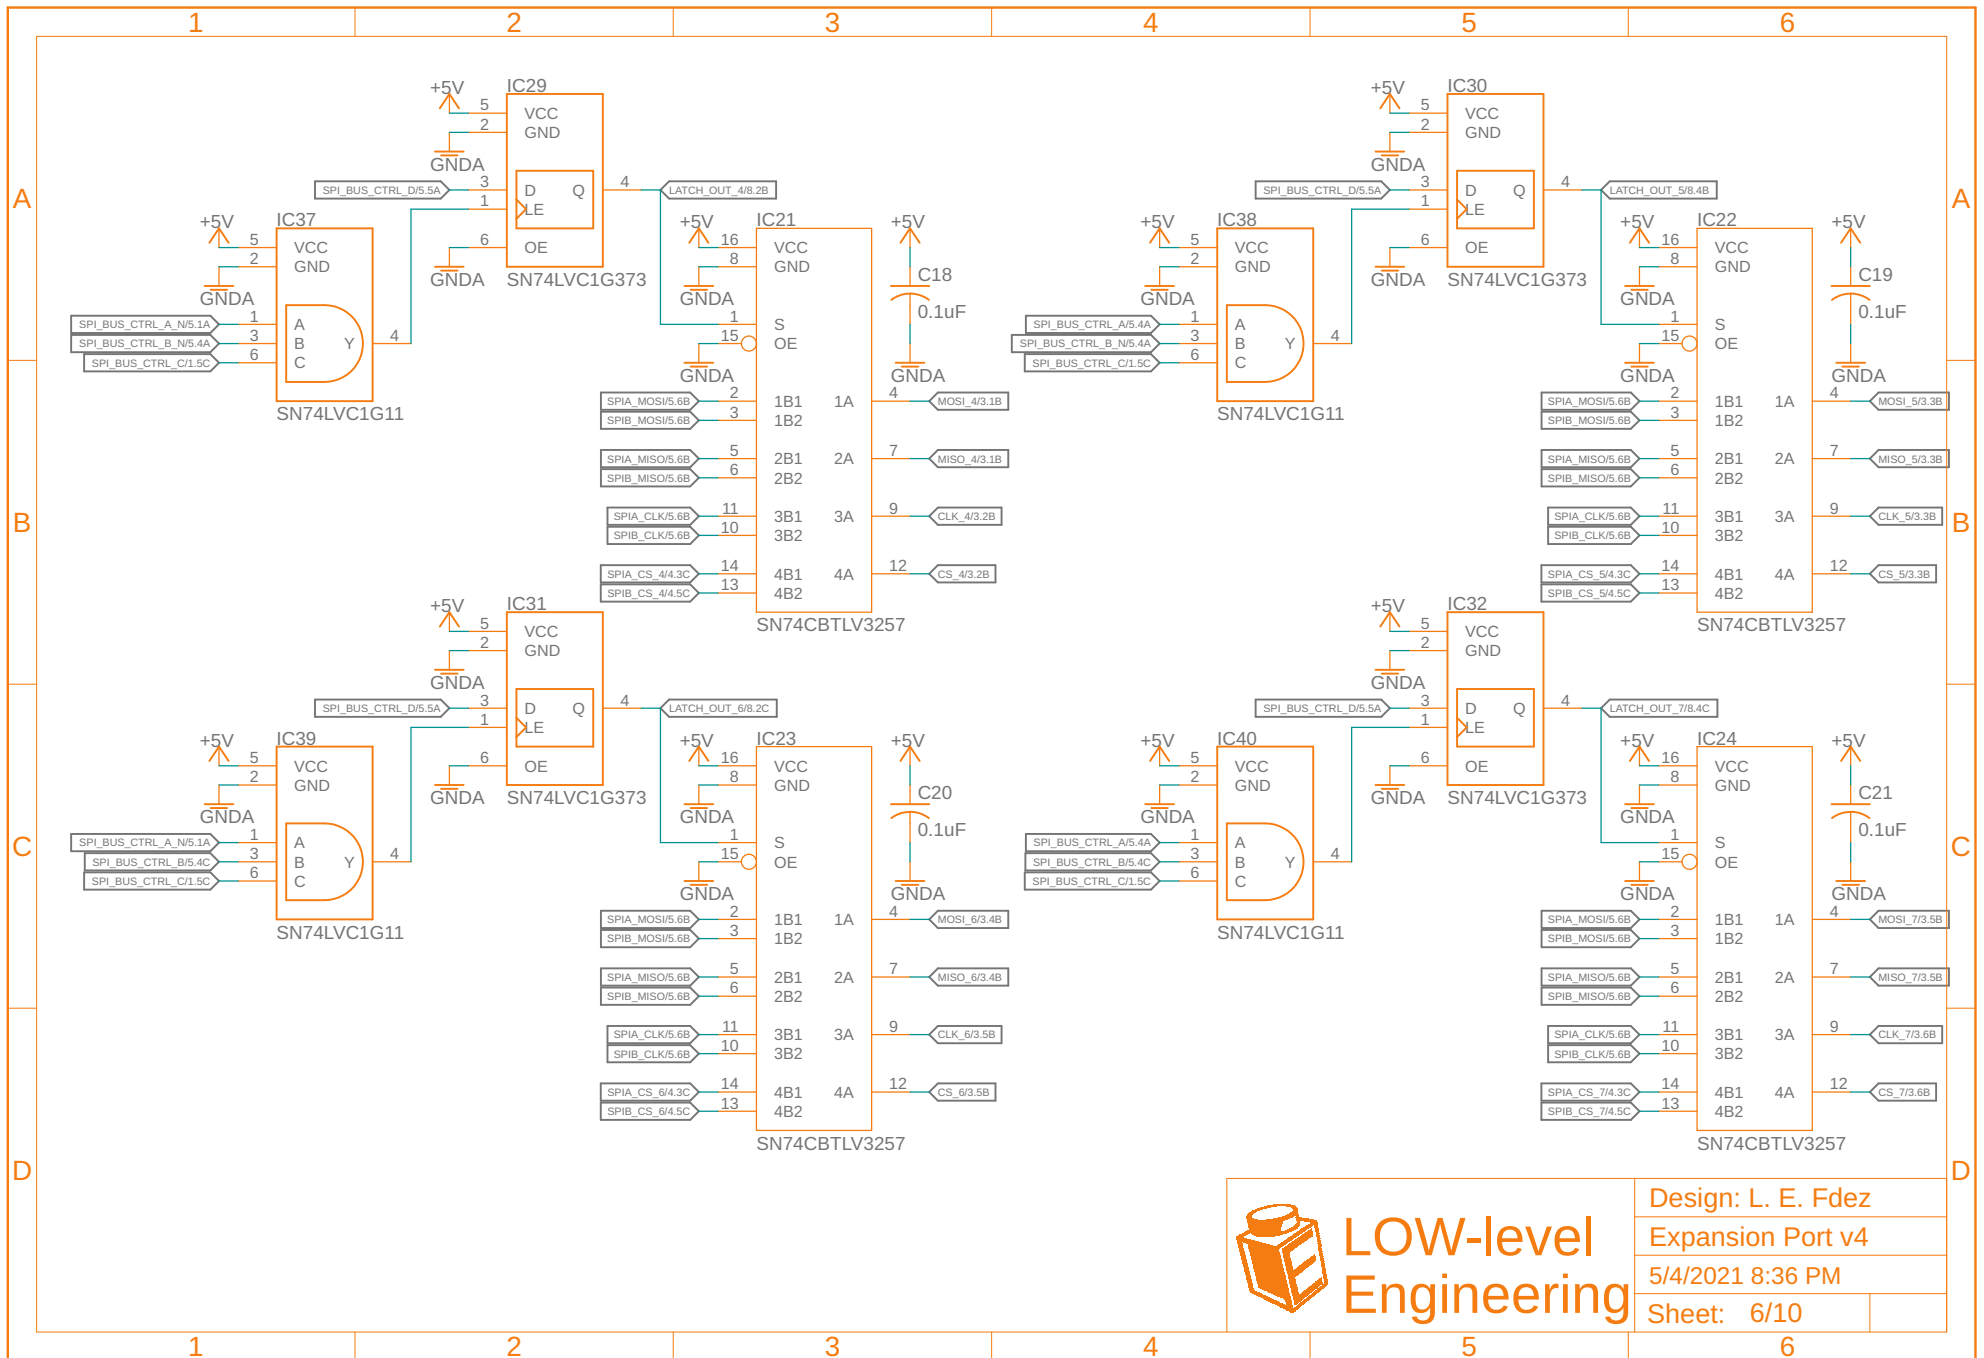 1 2 3 4 5 6
A A
B B
C C
D D
IC29
+5V
5 VCC
2 GND
GNDA
SPI_BUS_CTRL_D/5.5A 3 D Q 4 LATCH_OUT_4/8.2B
1 LE
6 OE
GNDA
SN74LVC1G373
IC37
+5V
5 VCC
2 GND
GNDA
SPI_BUS_CTRL_A_N/5.1A 1 A
SPI_BUS_CTRL_B_N/5.4A 3 B Y 4
SPI_BUS_CTRL_C/1.5C 6 C
SN74LVC1G11
IC21
+5V
16 VCC
8 GND
GNDA
1 S
15 OE
GNDA
SPIA_MOSI/5.6B 2 1B1 1A 4 MOSI_4/3.1B
SPIB_MOSI/5.6B 3 1B2
SPIA_MISO/5.6B 5 2B1 2A 7 MISO_4/3.1B
SPIB_MISO/5.6B 6 2B2
SPIA_CLK/5.6B 11 3B1 3A 9 CLK_4/3.2B
SPIB_CLK/5.6B 10 3B2
SPIA_CS_4/4.3C 14 4B1 4A 12 CS_4/3.2B
SPIB_CS_4/4.5C 13 4B2
SN74CBTLV3257
+5V
C18
0.1uF
GNDA
IC30
+5V
5 VCC
2 GND
GNDA
SPI_BUS_CTRL_D/5.5A 3 D Q 4 LATCH_OUT_5/8.4B
1 LE
6 OE
GNDA
SN74LVC1G373
IC38
+5V
5 VCC
2 GND
GNDA
SPI_BUS_CTRL_A/5.4A 1 A
SPI_BUS_CTRL_B_N/5.4A 3 B Y 4
SPI_BUS_CTRL_C/1.5C 6 C
SN74LVC1G11
IC22
+5V
16 VCC
8 GND
GNDA
1 S
15 OE
GNDA
SPIA_MOSI/5.6B 2 1B1 1A 4 MOSI_5/3.3B
SPIB_MOSI/5.6B 3 1B2
SPIA_MISO/5.6B 5 2B1 2A 7 MISO_5/3.3B
SPIB_MISO/5.6B 6 2B2
SPIA_CLK/5.6B 11 3B1 3A 9 CLK_5/3.3B
SPIB_CLK/5.6B 10 3B2
SPIA_CS_5/4.3C 14 4B1 4A 12 CS_5/3.3B
SPIB_CS_5/4.5C 13 4B2
SN74CBTLV3257
+5V
C19
0.1uF
GNDA
IC31
+5V
5 VCC
2 GND
GNDA
SPI_BUS_CTRL_D/5.5A 3 D Q 4 LATCH_OUT_6/8.2C
1 LE
6 OE
GNDA
SN74LVC1G373
IC39
+5V
5 VCC
2 GND
GNDA
SPI_BUS_CTRL_A_N/5.1A 1 A
SPI_BUS_CTRL_B/5.4C 3 B Y 4
SPI_BUS_CTRL_C/1.5C 6 C
SN74LVC1G11
IC23
+5V
16 VCC
8 GND
GNDA
1 S
15 OE
GNDA
SPIA_MOSI/5.6B 2 1B1 1A 4 MOSI_6/3.4B
SPIB_MOSI/5.6B 3 1B2
SPIA_MISO/5.6B 5 2B1 2A 7 MISO_6/3.4B
SPIB_MISO/5.6B 6 2B2
SPIA_CLK/5.6B 11 3B1 3A 9 CLK_6/3.5B
SPIB_CLK/5.6B 10 3B2
SPIA_CS_6/4.3C 14 4B1 4A 12 CS_6/3.5B
SPIB_CS_6/4.5C 13 4B2
SN74CBTLV3257
+5V
C20
0.1uF
GNDA
IC32
+5V
5 VCC
2 GND
GNDA
SPI_BUS_CTRL_D/5.5A 3 D Q 4 LATCH_OUT_7/8.4C
1 LE
6 OE
GNDA
SN74LVC1G373
IC40
+5V
5 VCC
2 GND
GNDA
SPI_BUS_CTRL_A/5.4A 1 A
SPI_BUS_CTRL_B/5.4C 3 B Y 4
SPI_BUS_CTRL_C/1.5C 6 C
SN74LVC1G11
IC24
+5V
16 VCC
8 GND
GNDA
1 S
15 OE
GNDA
SPIA_MOSI/5.6B 2 1B1 1A 4 MOSI_7/3.5B
SPIB_MOSI/5.6B 3 1B2
SPIA_MISO/5.6B 5 2B1 2A 7 MISO_7/3.5B
SPIB_MISO/5.6B 6 2B2
SPIA_CLK/5.6B 11 3B1 3A 9 CLK_7/3.6B
SPIB_CLK/5.6B 10 3B2
SPIA_CS_7/4.3C 14 4B1 4A 12 CS_7/3.6B
SPIB_CS_7/4.5C 13 4B2
SN74CBTLV3257
+5V
C21
0.1uF
GNDA
E
LOW-level
Engineering
Design: L. E. Fdez
Expansion Port v4
5/4/2021 8:36 PM
Sheet: 6/10
1 2 3 4 5 6